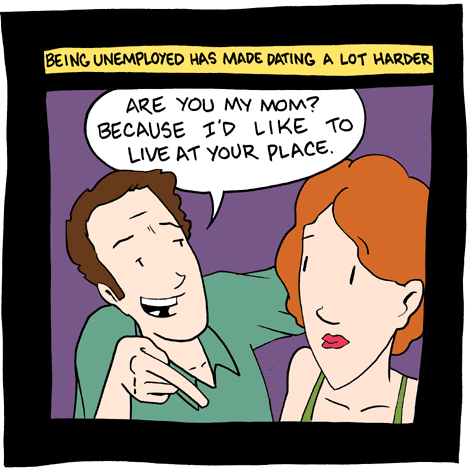 BEING UNEMPLOYED HAS MADE DATING A LOT HARDER
ARE YOU MY MOM?
BECAUSE I'D LIKE TO
LIVE AT YOUR PLACE.